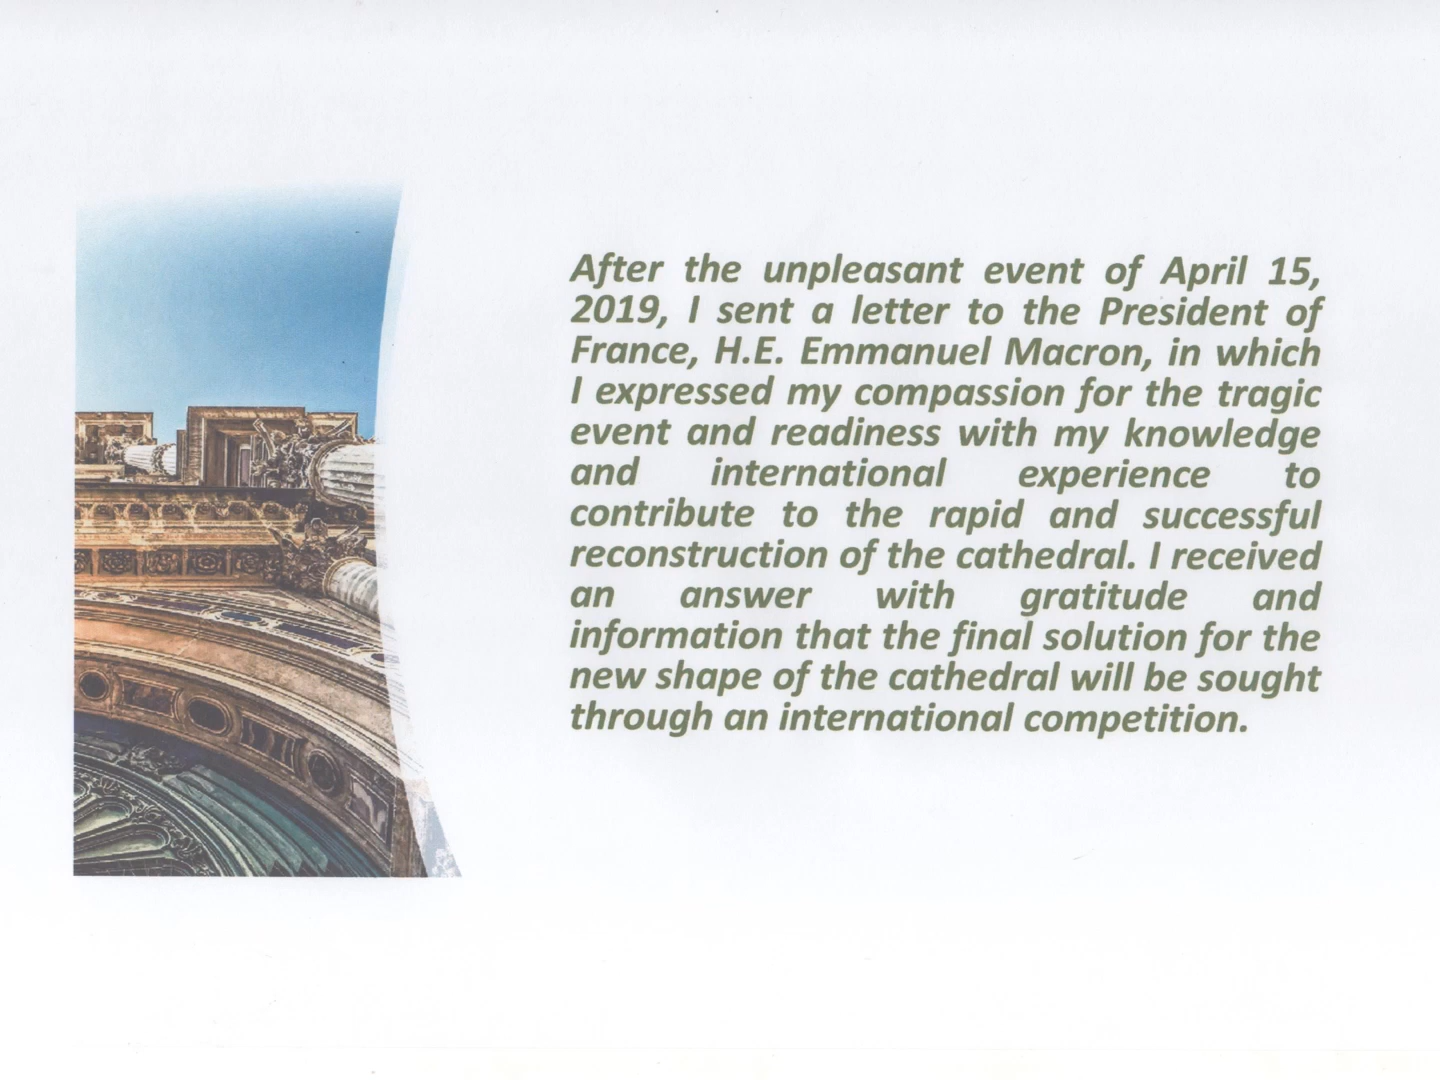 After the unpleasant event of April 15,
2019, I sent a letter to the President of
France, H.E. Emmanuel Macron, in which
I expressed my compassion for the tragic
event and readiness with my knowledge
and international experience to
contribute to the rapid and successful
reconstruction of the cathedral. I received
an answer with gratitude and
information that the final solution for the
new shape of the cathedral will be sought
through an international competition.